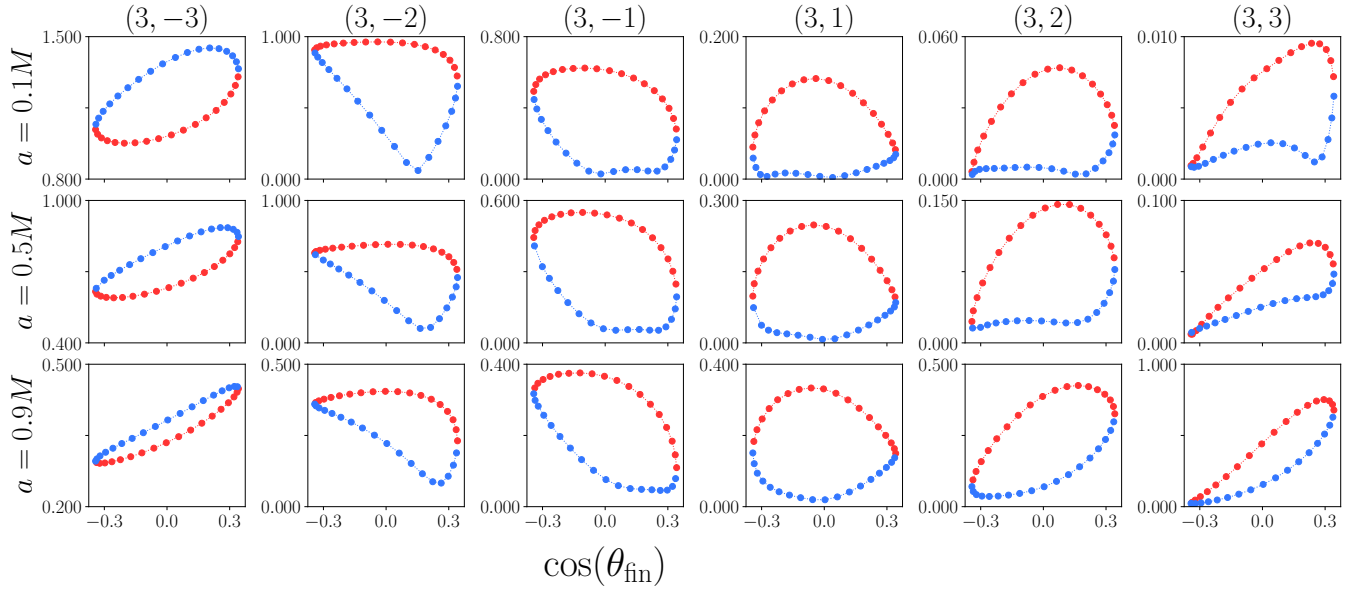 (3, −3) (3, −2) (3, −1) (3, 1) (3, 2) (3, 3)
a = 0.1M
1.500 1.000 0.800 0.200 0.060 0.010
0.800 0.000 0.000 0.000 0.000 0.000
a = 0.5M
1.000 1.000 0.600 0.300 0.150 0.100
0.400 0.000 0.000 0.000 0.000 0.000
a = 0.9M
0.500 0.500 0.400 0.400 0.500 1.000
0.200 0.000 0.000 0.000 0.000 0.000
−0.3 0.0 0.3 −0.3 0.0 0.3 −0.3 0.0 0.3 −0.3 0.0 0.3 −0.3 0.0 0.3 −0.3 0.0 0.3
cos(θfin)